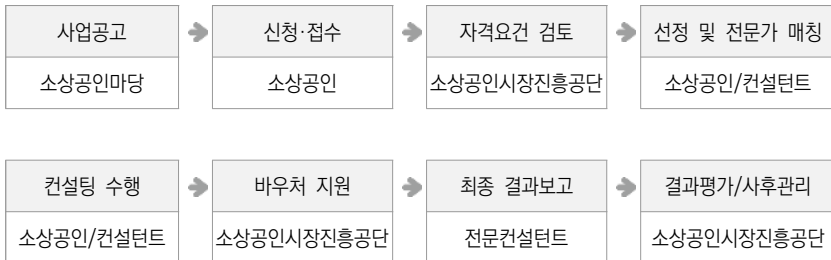 사업공고 신청·접수 자격요건 검토 선정 및 전문가 매칭
소상공인마당 소상공인 소상공인시장진흥공단 소상공인/컨설턴트
컨설팅 수행 바우처 지원 최종 결과보고 결과평가/사후관리
소상공인/컨설턴트 소상공인시장진흥공단 전문컨설턴트 소상공인시장진흥공단